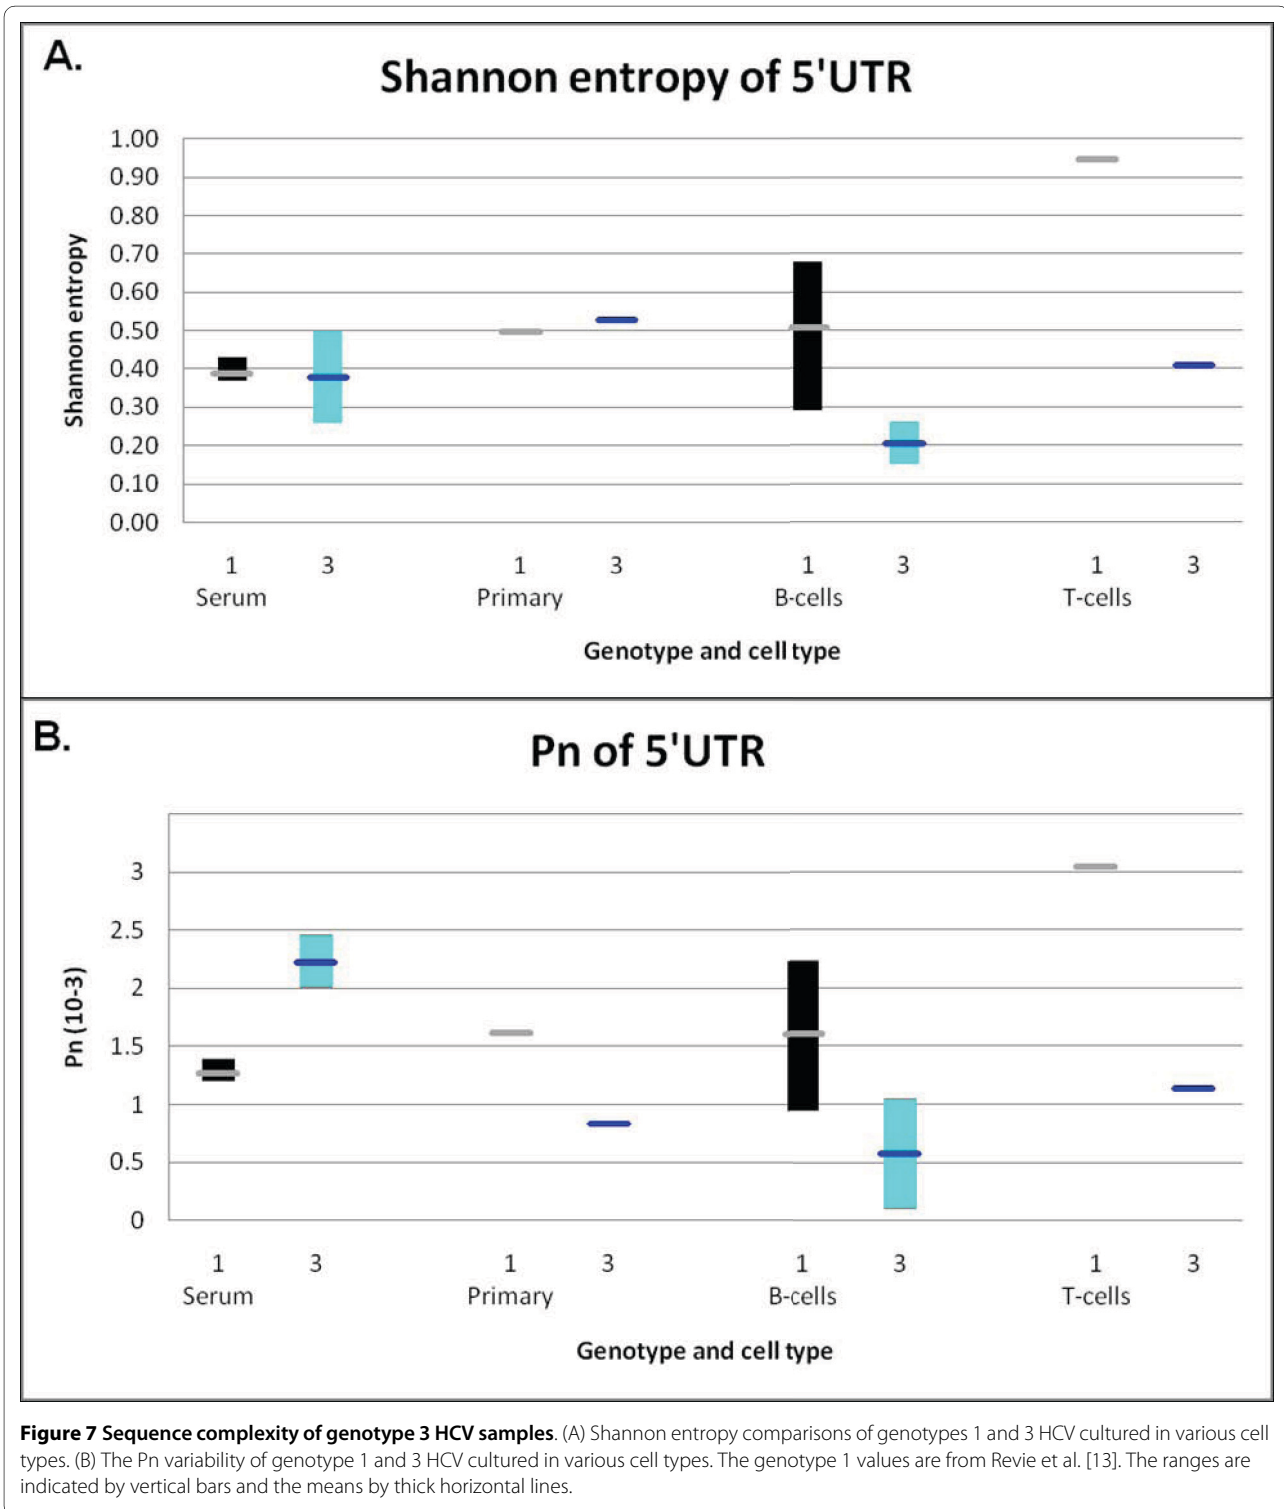 A.
Shannon entropy of 5'UTR
1.00
0.90
0.80
0.70
0.60
0.50
0.40
0.30
0.20
0.10
0.00
Shannon entropy
1 3 1 3 1 3 1 3
Serum Primary B-cells T-cells
Genotype and cell type
B.
Pn of 5'UTR
3
2.5
2
1.5
1
0.5
0
Pn (10-3)
1 3 1 3 1 3 1 3
Serum Primary B-cells T-cells
Genotype and cell type
Figure 7 Sequence complexity of genotype 3 HCV samples. (A) Shannon entropy comparisons of genotypes 1 and 3 HCV cultured in various cell
types. (B) The Pn variability of genotype 1 and 3 HCV cultured in various cell types. The genotype 1 values are from Revie et al. [13]. The ranges are
indicated by vertical bars and the means by thick horizontal lines.